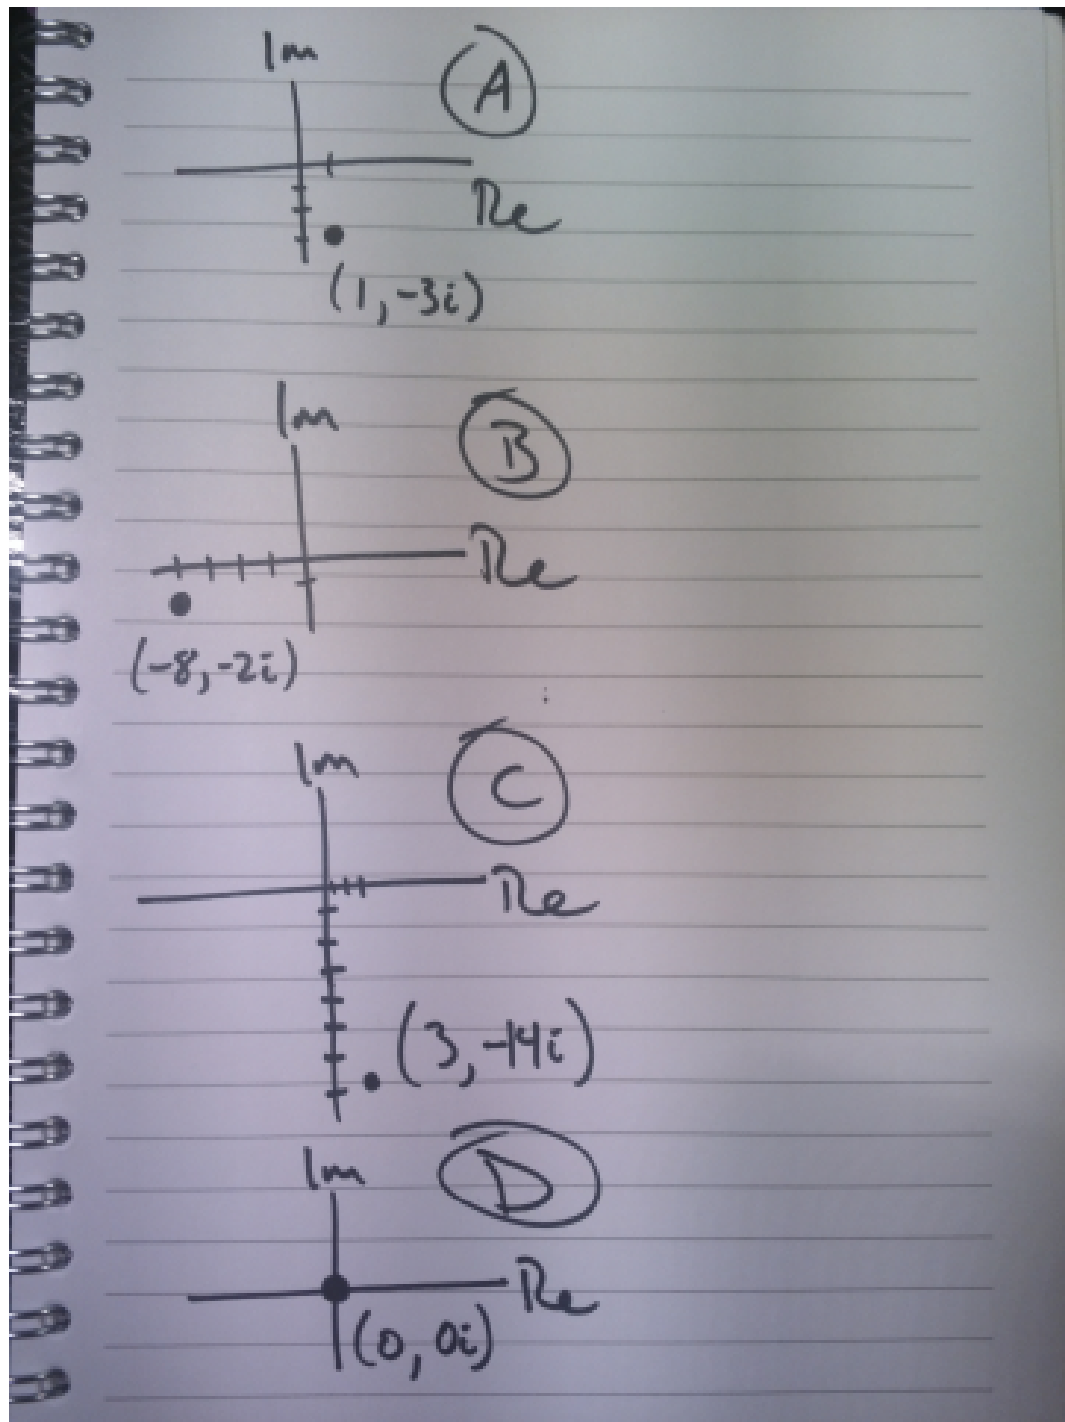 Im
A
Re
(1, -3i)
Im
B
Re
(-8, -2i)
Im
C
Re
(3, -14i)
Im
D
Re
(0, 0i)